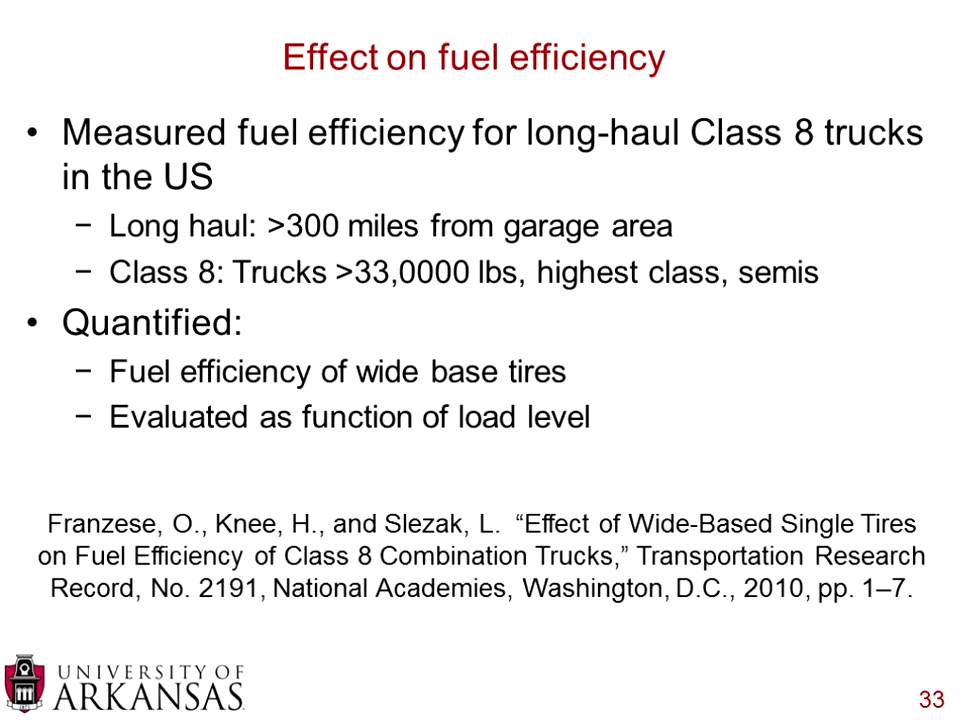 Effect on fuel efficiency
• Measured fuel efficiency for long-haul Class 8 trucks
in the US
− Long haul: >300 miles from garage area
− Class 8: Trucks >33,0000 lbs, highest class, semis
• Quantified:
− Fuel efficiency of wide base tires
− Evaluated as function of load level
Franzese, O., Knee, H., and Slezak, L. “Effect of Wide-Based Single Tires
on Fuel Efficiency of Class 8 Combination Trucks,” Transportation Research
Record, No. 2191, National Academies, Washington, D.C., 2010, pp. 1–7.
UNIVERSITY OF
ARKANSAS
33